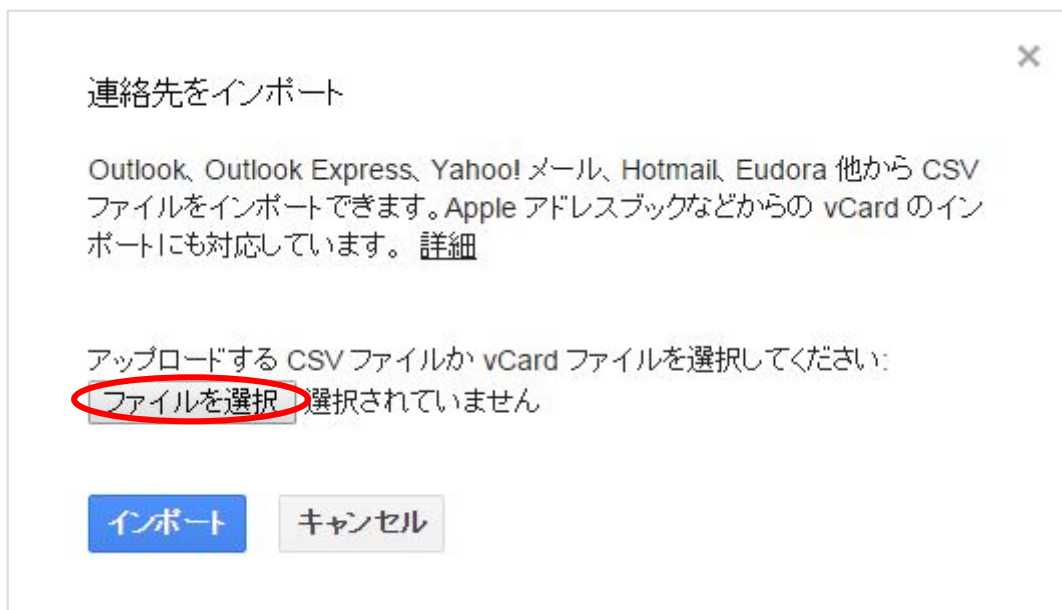 連絡先をインポート
Outlook、Outlook Express、Yahoo! メール、Hotmail、Eudora 他から CSV
ファイルをインポートできます。Apple アドレスブックなどからの vCard のイン
ポートにも対応しています。 詳細
アップロードする CSV ファイルか vCard ファイルを選択してください:
ファイルを選択 選択されていません
インポート キャンセル